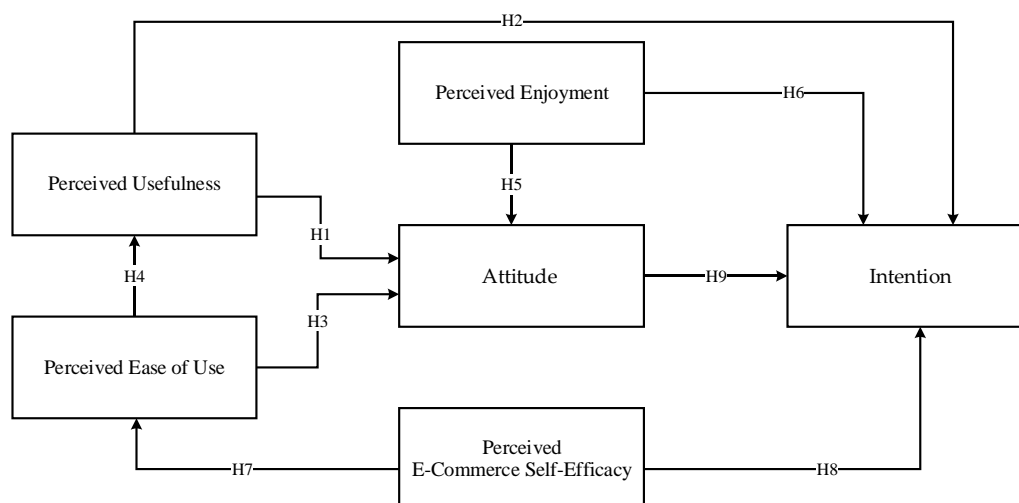 H2
Perceived Enjoyment
H6
Perceived Usefulness
H5
H1
Attitude
H9
Intention
H4
H3
Perceived Ease of Use
Perceived
E-Commerce Self-Efficacy
H7
H8